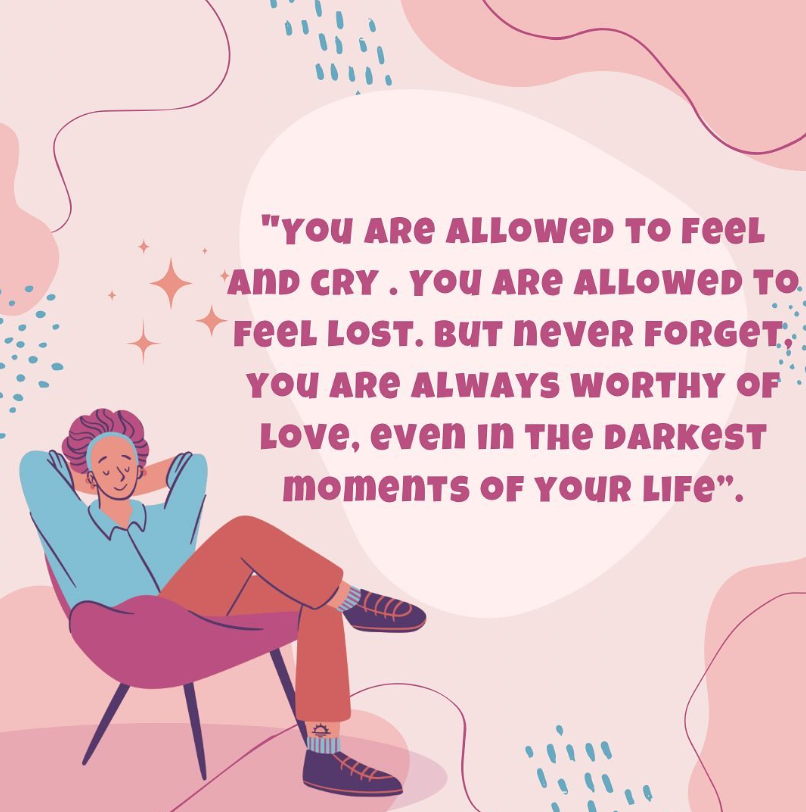 "You are allowed to feel
and cry . You are allowed to
feel lost. But never forget,
you are always worthy of
love, even in the darkest
moments of your life”.